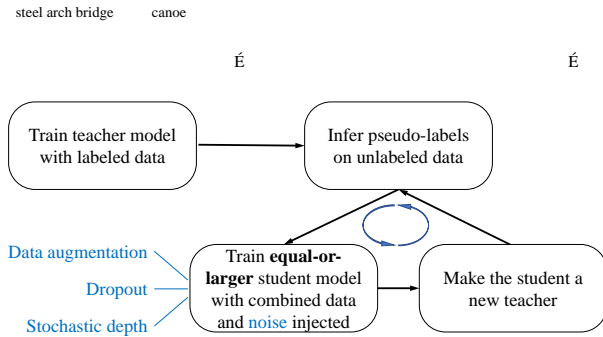 steel arch bridge canoe
É É
Train teacher model
with labeled data
Infer pseudo-labels
on unlabeled data
Data augmentation
Dropout
Stochastic depth
Train equal-or-
larger student model
with combined data
and noise injected
Make the student a
new teacher